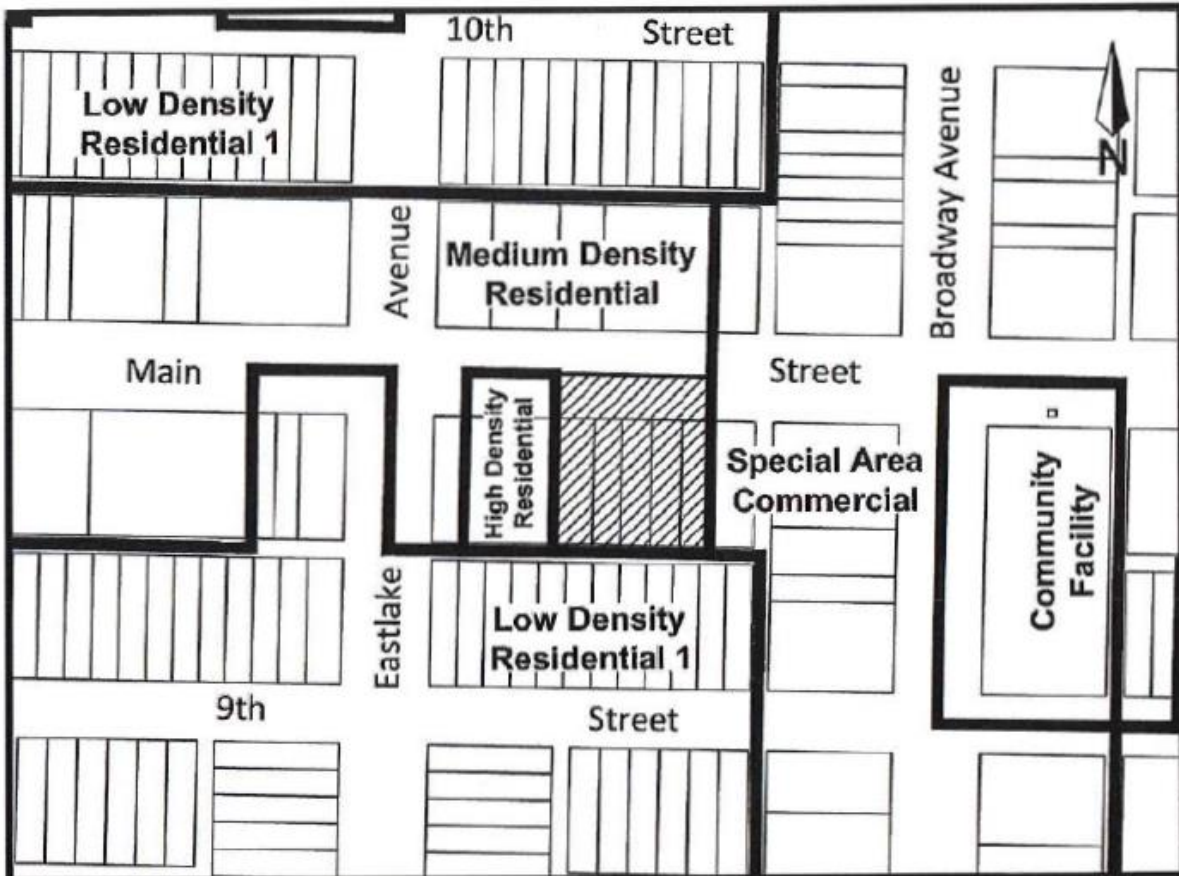 10th Street
Low Density
Residential 1
Broadway Avenue
N
Avenue
Medium Density
Residential
Main
Street
High Density
Residential
Special Area
Commercial
Community
Facility
Eastlake
Low Density
Residential 1
9th
Street